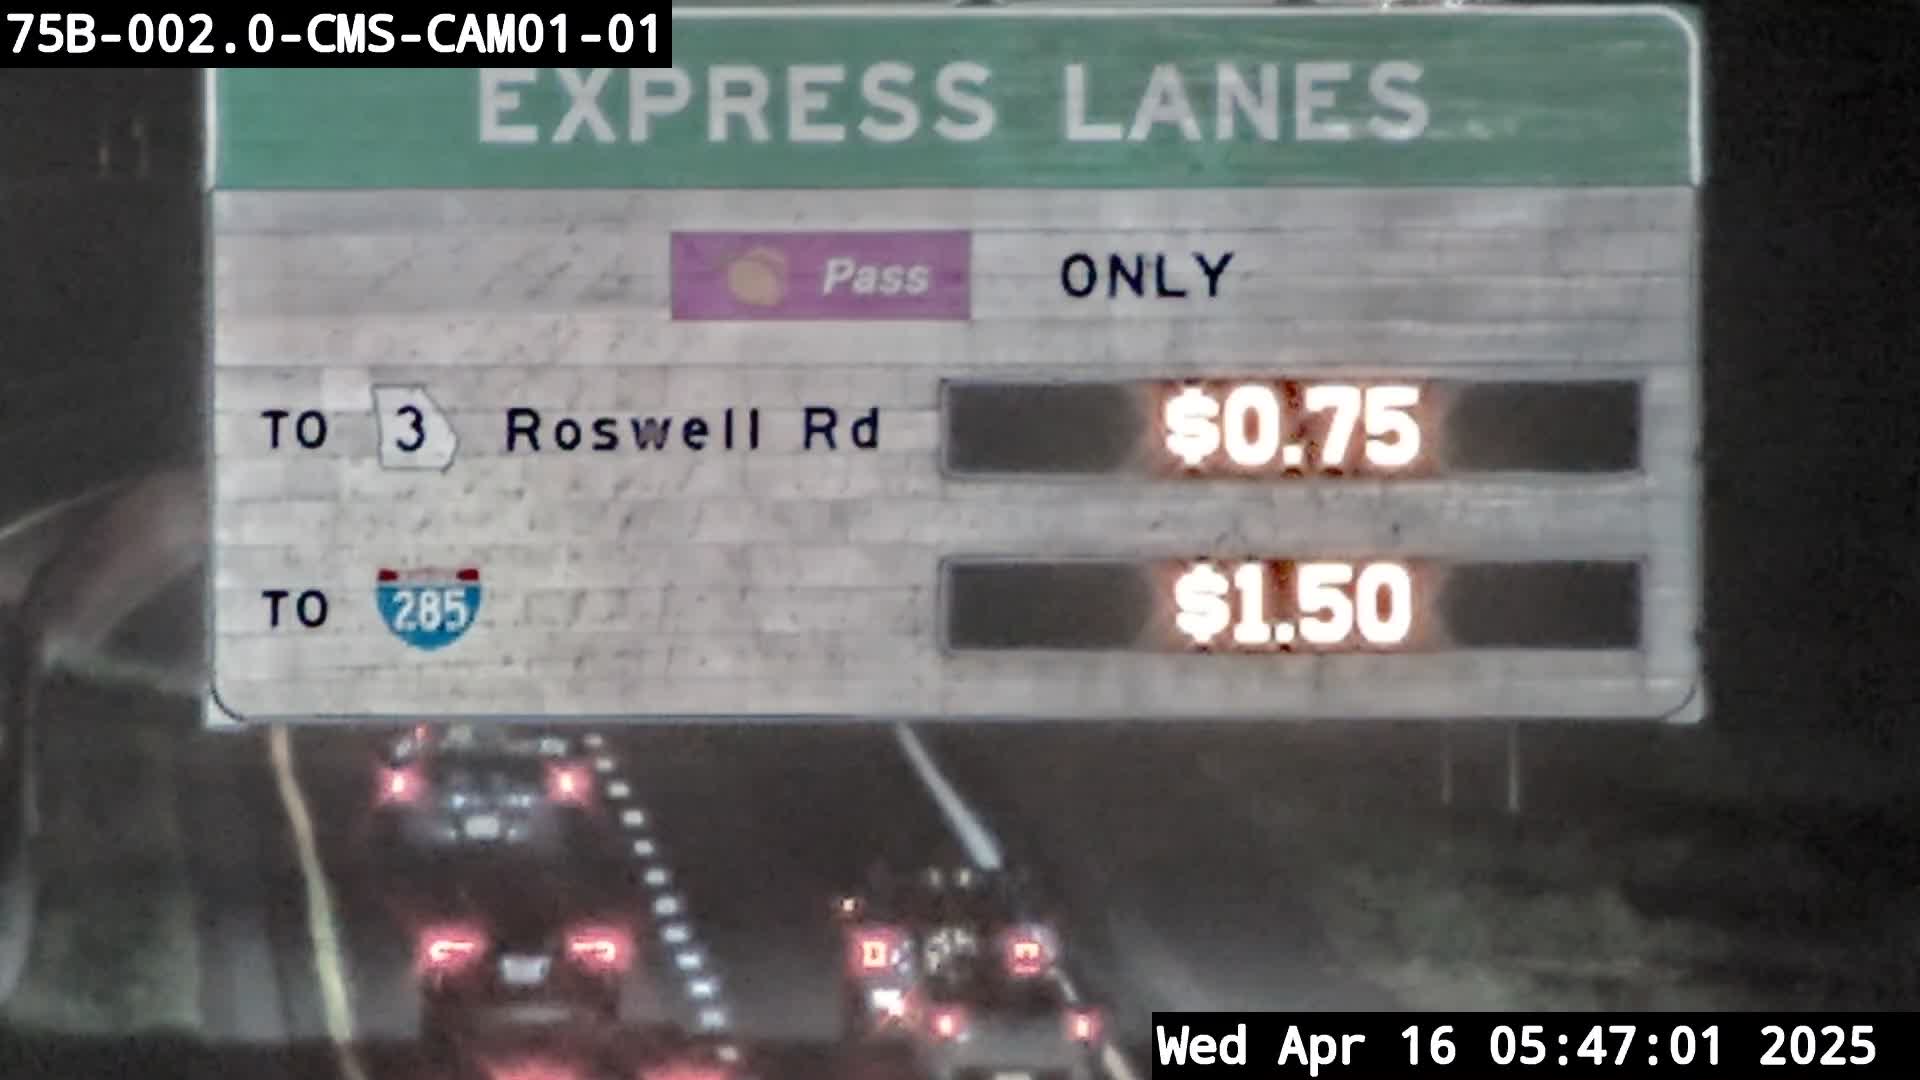 75B-002.0-CMS-CAM01-01
EXPRESS LANES
Pass ONLY
TO 3 Roswell Rd $0.75
TO 285 $1.50
Wed Apr 16 05:47:01 2025